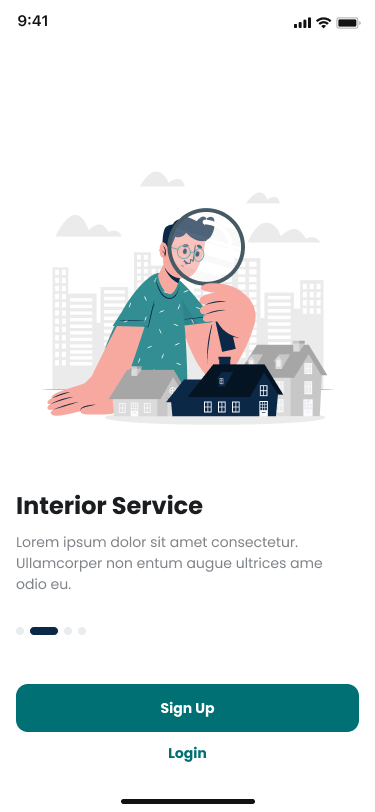 9:41
Interior Service
Lorem ipsum dolor sit amet consectetur.
Ullamcorper non entum augue ultrices ame
odio eu.
Sign Up
Login